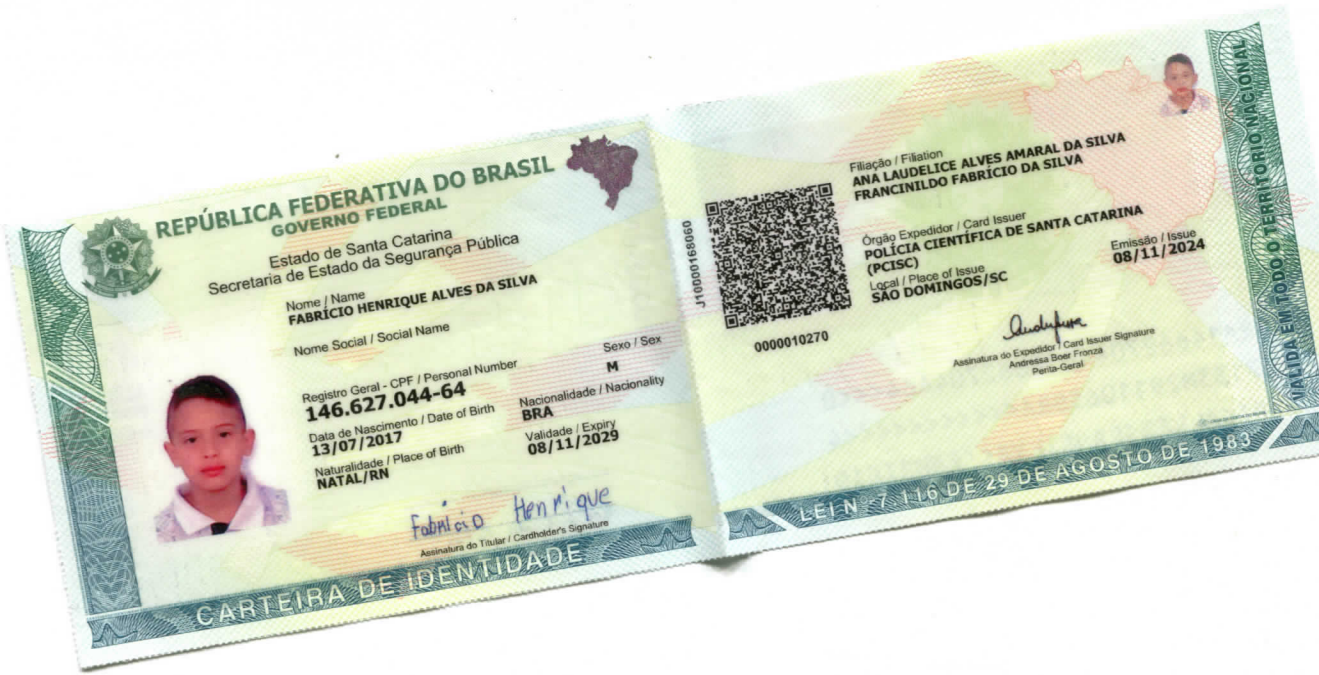 REPÚBLICA FEDERATIVA DO BRASIL
GOVERNO FEDERAL
Estado de Santa Catarina
Secretaria de Estado da Segurança Pública
Nome / Name
FABRÍCIO HENRIQUE ALVES DA SILVA
Nome Social / Social Name
Registro Geral - CPF / Personal Number
146.627.044-64
Sexo / Sex
M
Data de Nascimento / Date of Birth
13/07/2017
Nacionalidade / Nacionality
BRA
Naturalidade / Place of Birth
NATAL/RN
Validade / Expiry
08/11/2029
Fabricio Henrique
Assinatura do Titular / Cardholder's Signature
CARTEIRA DE IDENTIDADE
J10000168060
0000010270
Filiação / Filiation
ANA LAUDELICE ALVES AMARAL DA SILVA
FRANCINILDO FABRÍCIO DA SILVA
Órgão Expedidor / Card Issuer
POLÍCIA CIENTÍFICA DE SANTA CATARINA
(PCISC)
Local / Place of Issue
SÃO DOMINGOS/SC
Emissão / Issue
08/11/2024
Assinatura do Expedidor / Card Issuer Signature
Andressa Boer Fronza
Perita-Geral
LEI Nº 7.116 DE 29 DE AGOSTO DE 1983
VALIDA EM TODO O TERRITORIO NACIONAL